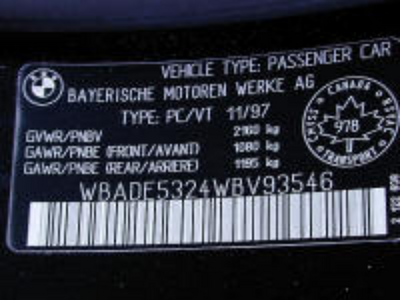 VEHICLE TYPE: PASSENGER CAR
BAYERISCHE MOTOREN WERKE AG
TYPE: PC/VT 11/97
GVWR/PNBV 2160 kg
GAWR/PNBE (FRONT/AVANT) 1080 kg
GAWR/PNBE (REAR/ARRIERE) 1195 kg
WBADE5324WBV93546
CANADA
978
TRANSPORT
BMW